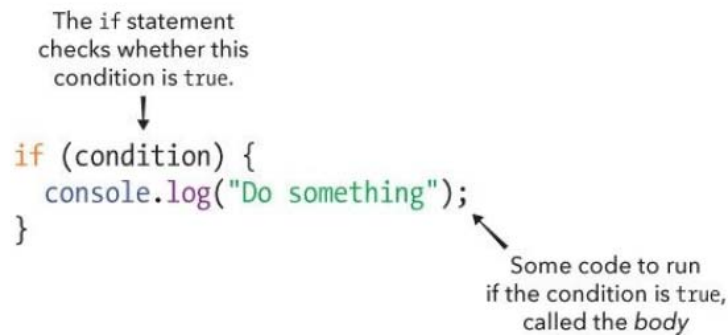 The if statement
checks whether this
condition is true.
if (condition) {
  console.log("Do something");
}
Some code to run
if the condition is true,
called the body